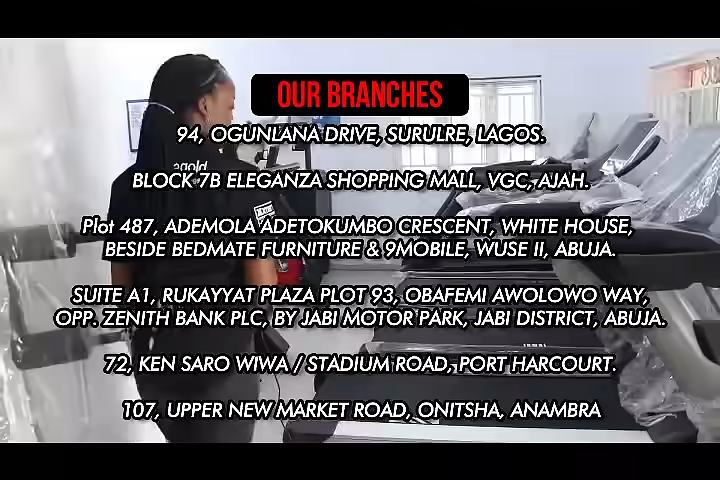 OUR BRANCHES
94, OGUNLANA DRIVE, SURULRE, LAGOS.
BLOCK 7B ELEGANZA SHOPPING MALL, VGC, AJAH.
Plot 487, ADEMOLA ADETOKUMBO CRESCENT, WHITE HOUSE,
BESIDE BEDMATE FURNITURE & 9MOBILE, WUSE II, ABUJA.
SUITE A1, RUKAYYAT PLAZA PLOT 93, OBAFEMI AWOLOWO WAY,
OPP. ZENITH BANK PLC, BY JABI MOTOR PARK, JABI DISTRICT, ABUJA.
72, KEN SARO WIWA / STADIUM ROAD, PORT HARCOURT.
107, UPPER NEW MARKET ROAD, ONITSHA, ANAMBRA